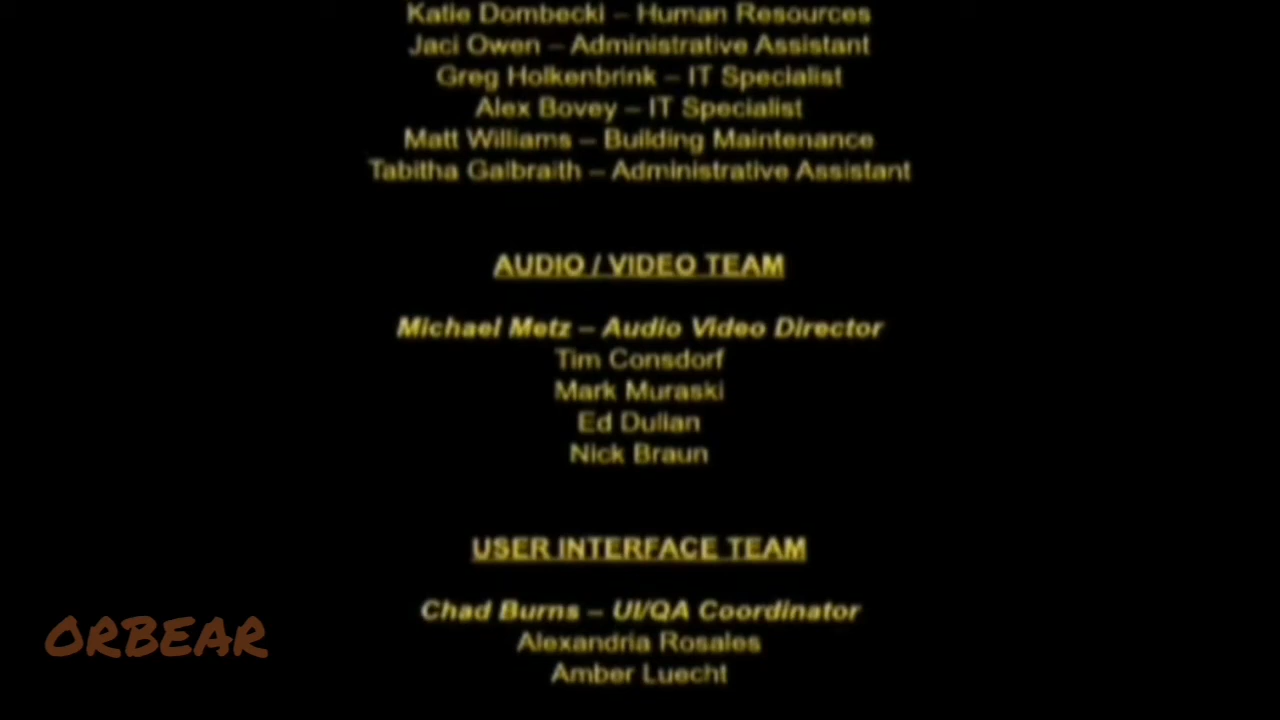 Katie Dombecki – Human Resources
Jaci Owen – Administrative Assistant
Greg Holkenbrink – IT Specialist
Alex Bovey – IT Specialist
Matt Williams – Building Maintenance
Tabitha Galbraith – Administrative Assistant
AUDIO / VIDEO TEAM
Michael Metz – Audio Video Director
Tim Consdorf
Mark Muraski
Ed Dulian
Nick Braun
USER INTERFACE TEAM
Chad Burns – UI/QA Coordinator
Alexandria Rosales
Amber Luecht
ORBEAR